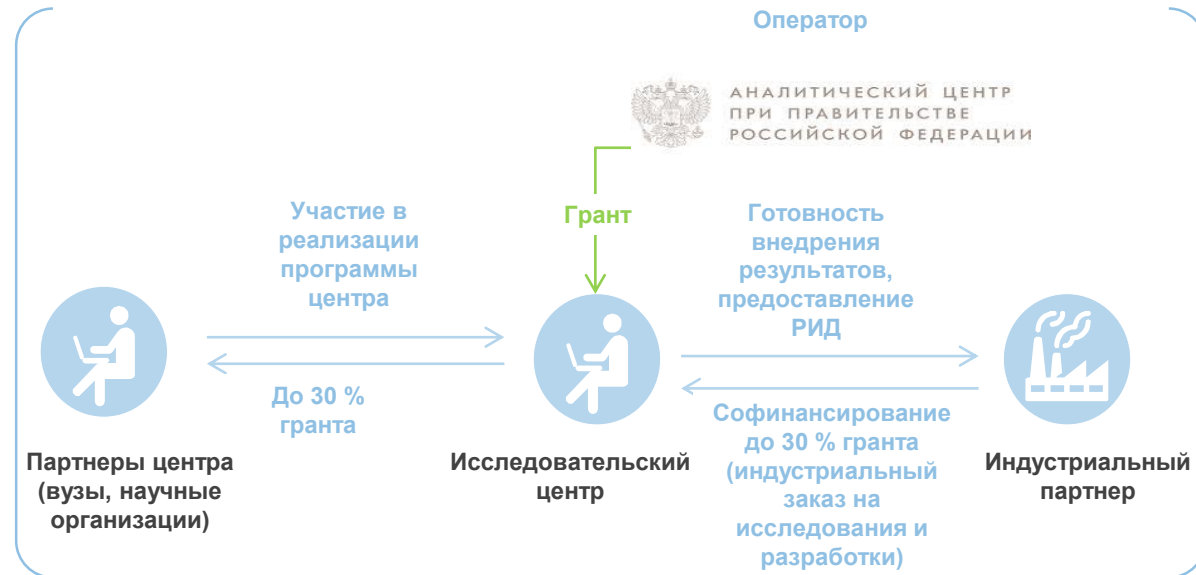 Оператор
АНАЛИТИЧЕСКИЙ ЦЕНТР
ПРИ ПРАВИТЕЛЬСТВЕ
РОССИЙСКОЙ ФЕДЕРАЦИИ
Участие в
реализации
программы
центра
Грант
Готовность
внедрения
результатов,
предоставление
РИД
До 30 %
гранта
Софинансирование
до 30 % гранта
(индустриальный
заказ на
исследования и
разработки)
Партнеры центра
(вузы, научные
организации)
Исследовательский
центр
Индустриальный
партнер